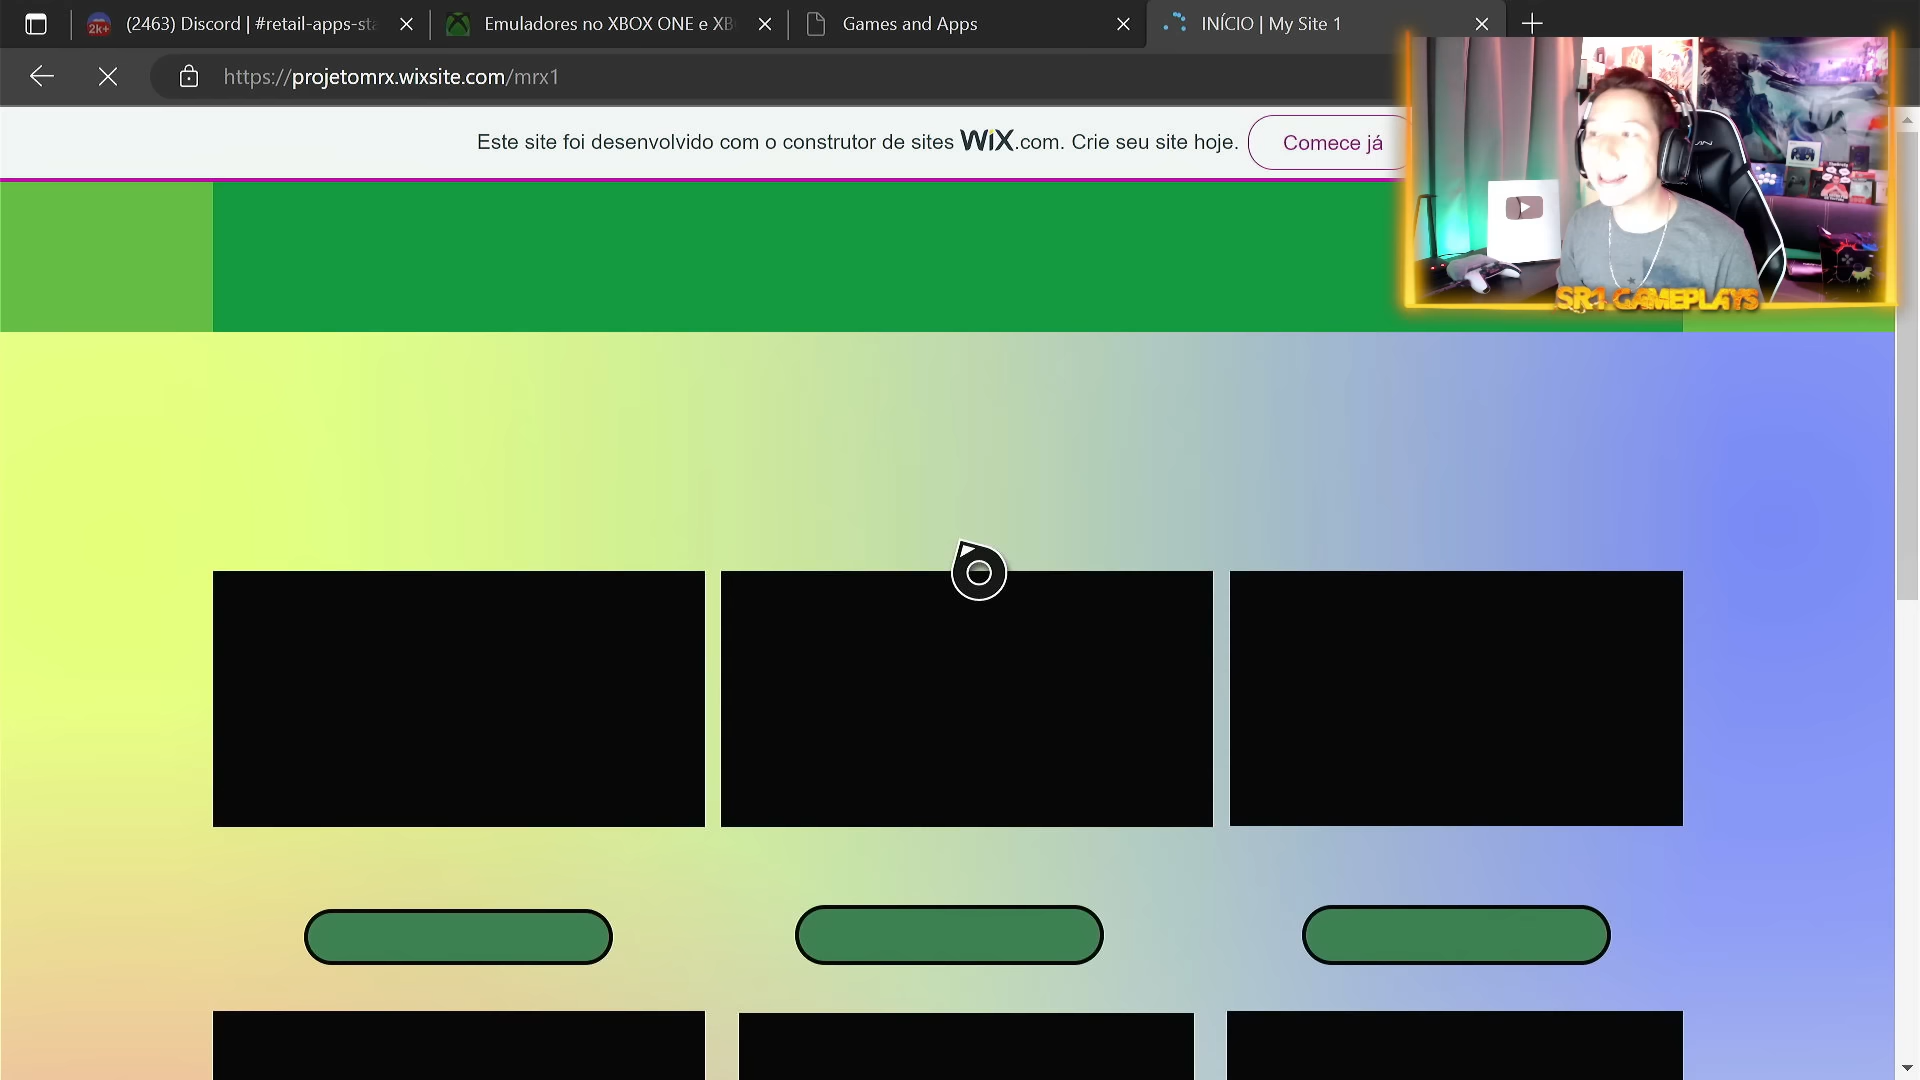 (2463) Discord | #retail-apps-sta
Emuladores no XBOX ONE e XB
Games and Apps
INÍCIO | My Site 1
2K+
https://projetomrx.wixsite.com/mrx1
Este site foi desenvolvido com o construtor de sites WiX.com. Crie seu site hoje.
Comece já
SR1 GAMEPLAYS